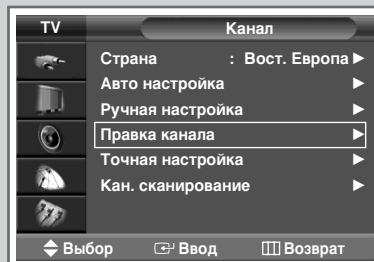 TV Канал
Страна : Вост. Европа ►
Авто настройка ►
Ручная настройка ►
Правка канала ►
Точная настройка ►
Кан. сканирование ►
Выбор Ввод Возврат